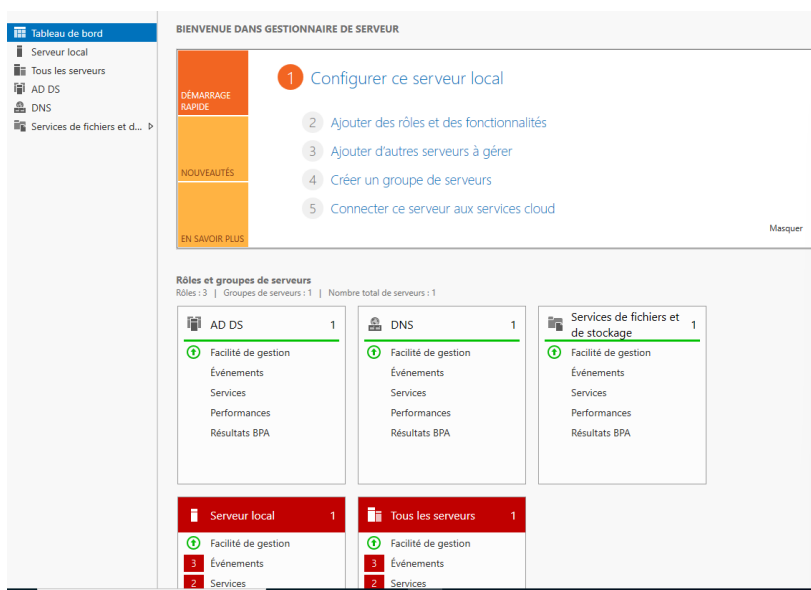 Tableau de bord
Serveur local
Tous les serveurs
AD DS
DNS
Services de fichiers et d...
BIENVENUE DANS GESTIONNAIRE DE SERVEUR
DÉMARRAGE
RAPIDE
NOUVEAUTÉS
EN SAVOIR PLUS
1 Configurer ce serveur local
2 Ajouter des rôles et des fonctionnalités
3 Ajouter d'autres serveurs à gérer
4 Créer un groupe de serveurs
5 Connecter ce serveur aux services cloud
Masquer
Rôles et groupes de serveurs
Rôles : 3 | Groupes de serveurs : 1 | Nombre total de serveurs : 1
AD DS 1
Facilité de gestion
Événements
Services
Performances
Résultats BPA
DNS 1
Facilité de gestion
Événements
Services
Performances
Résultats BPA
Services de fichiers et
de stockage 1
Facilité de gestion
Événements
Services
Performances
Résultats BPA
Serveur local 1
Facilité de gestion
3 Événements
2 Services
Tous les serveurs 1
Facilité de gestion
3 Événements
2 Services